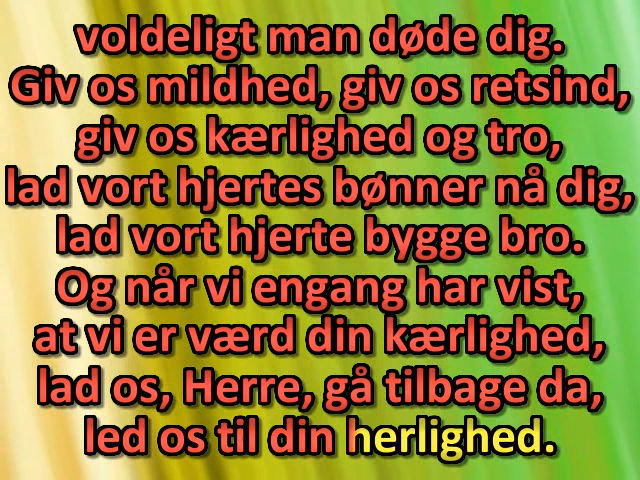 voldeligt man døde dig.
Giv os mildhed, giv os retsind,
giv os kærlighed og tro,
lad vort hjertes bønner nå dig,
lad vort hjerte bygge bro.
Og når vi engang har vist,
at vi er værd din kærlighed,
lad os, Herre, gå tilbage da,
led os til din herlighed.